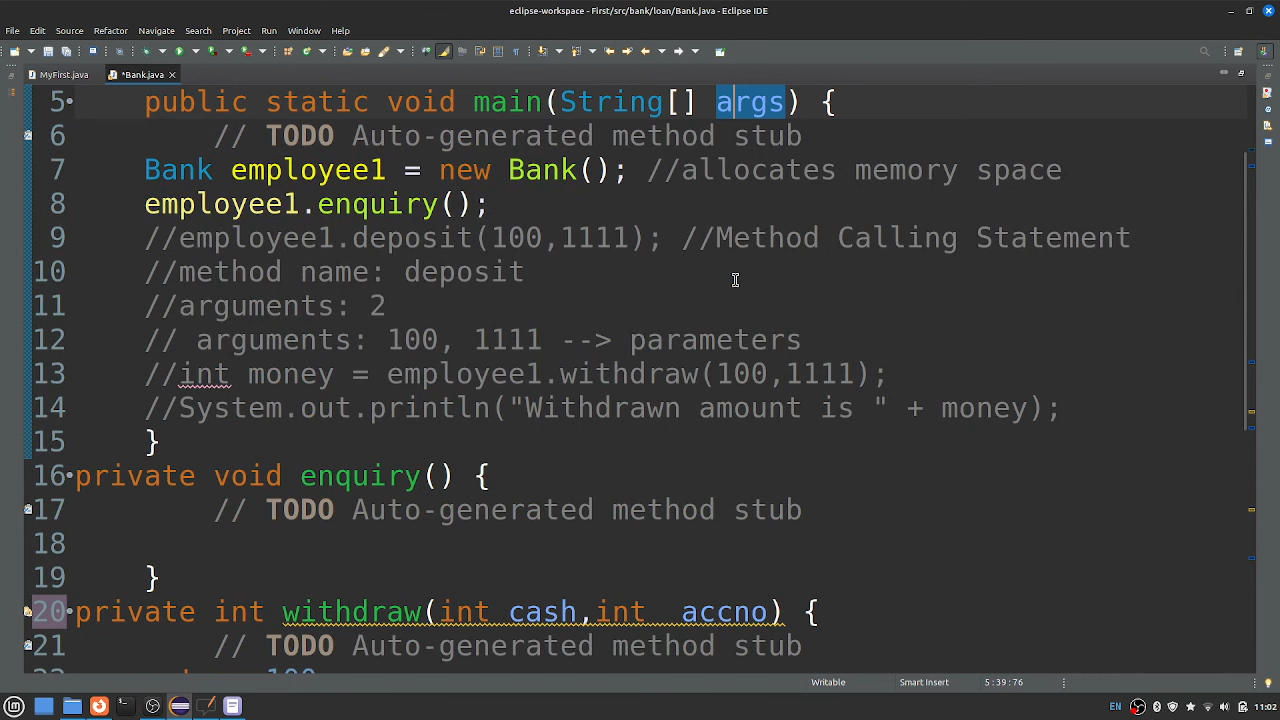 eclipse-workspace - First/src/bank/loan/Bank.java - Eclipse IDE
File Edit Source Refactor Navigate Search Project Run Window Help
MyFirst.java *Bank.java
5 public static void main(String[] args) {
6 // TODO Auto-generated method stub
7 Bank employee1 = new Bank(); //allocates memory space
8 employee1.enquiry();
9 //employee1.deposit(100,1111); //Method Calling Statement
10 //method name: deposit
11 //arguments: 2
12 // arguments: 100, 1111 --> parameters
13 //int money = employee1.withdraw(100,1111);
14 //System.out.println("Withdrawn amount is " + money);
15 }
16 private void enquiry() {
17 // TODO Auto-generated method stub
18
19 }
20 private int withdraw(int cash,int accno) {
21 // TODO Auto-generated method stub
Writable Smart Insert 5:39:76
EN 11:02